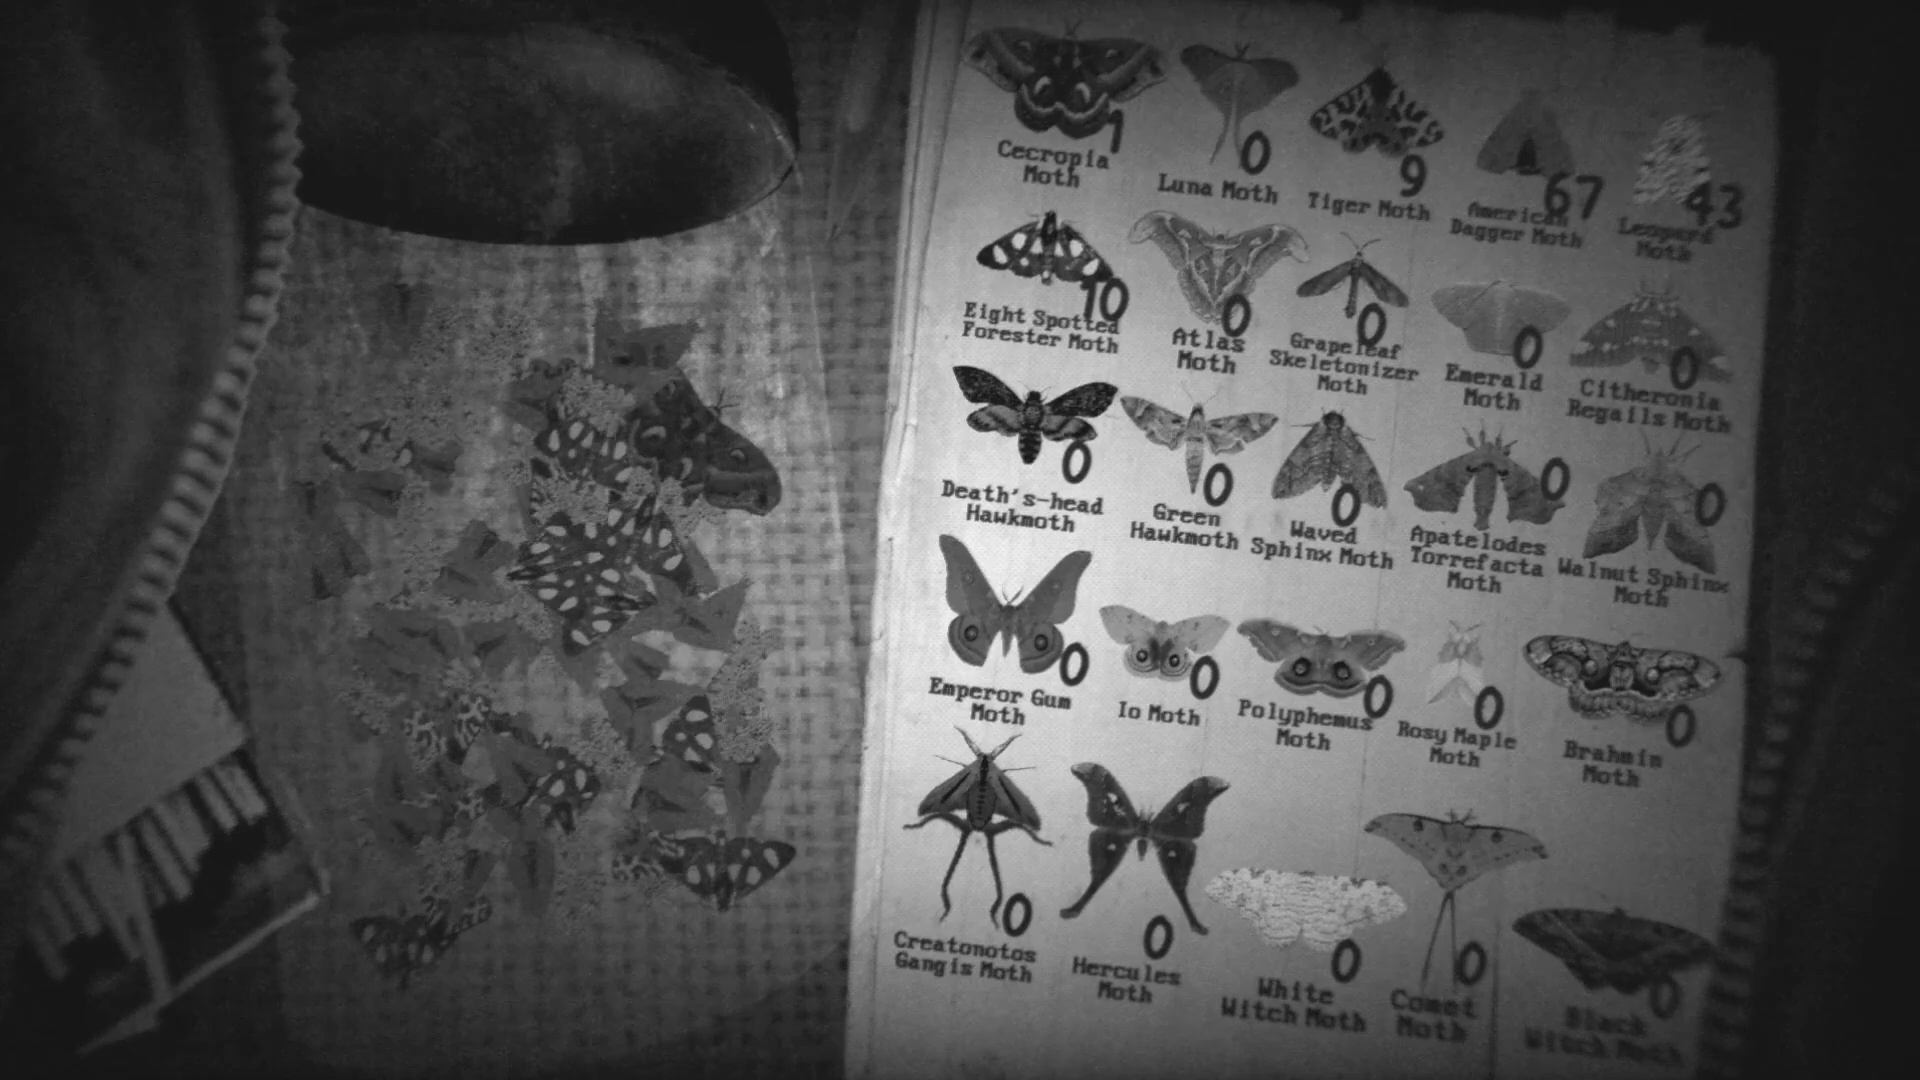 1
Cecropia
Moth
0
Luna Moth
9
Tiger Moth
67
American
Dagger Moth
43
Leopard
Moth
10
Eight Spotted
Forester Moth
0
Atlas
Moth
0
Grapeleaf
Skeletonizer
Moth
0
Emerald
Moth
0
Citheronia
Regails Moth
0
Death's-head
Hawkmoth
0
Green
Hawkmoth
0
Waved
Sphinx Moth
0
Apatelodes
Torrefacta
Moth
0
Walnut Sphinx
Moth
0
Emperor Gum
Moth
0
Io Moth
0
Polyphemus
Moth
0
Rosy Maple
Moth
0
Brahmin
Moth
0
Creatonotos
Gangis Moth
0
Hercules
Moth
0
White
Witch Moth
0
Comet
Moth
0
Black
Witch Moth